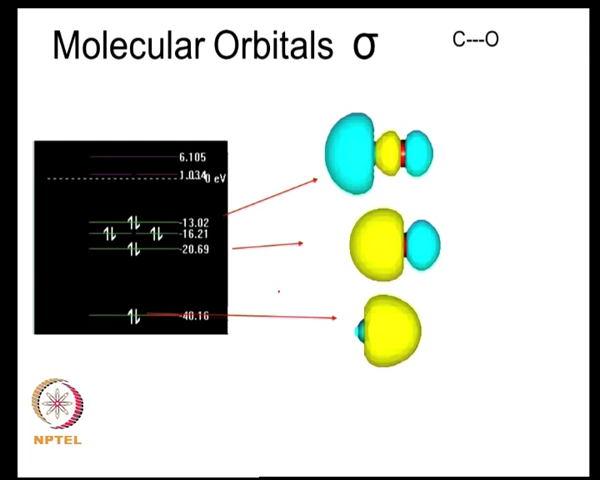 Molecular Orbitals σ
C---O
6.105
1.034
0 eV
-13.02
-16.21
-20.69
-40.16
NPTEL